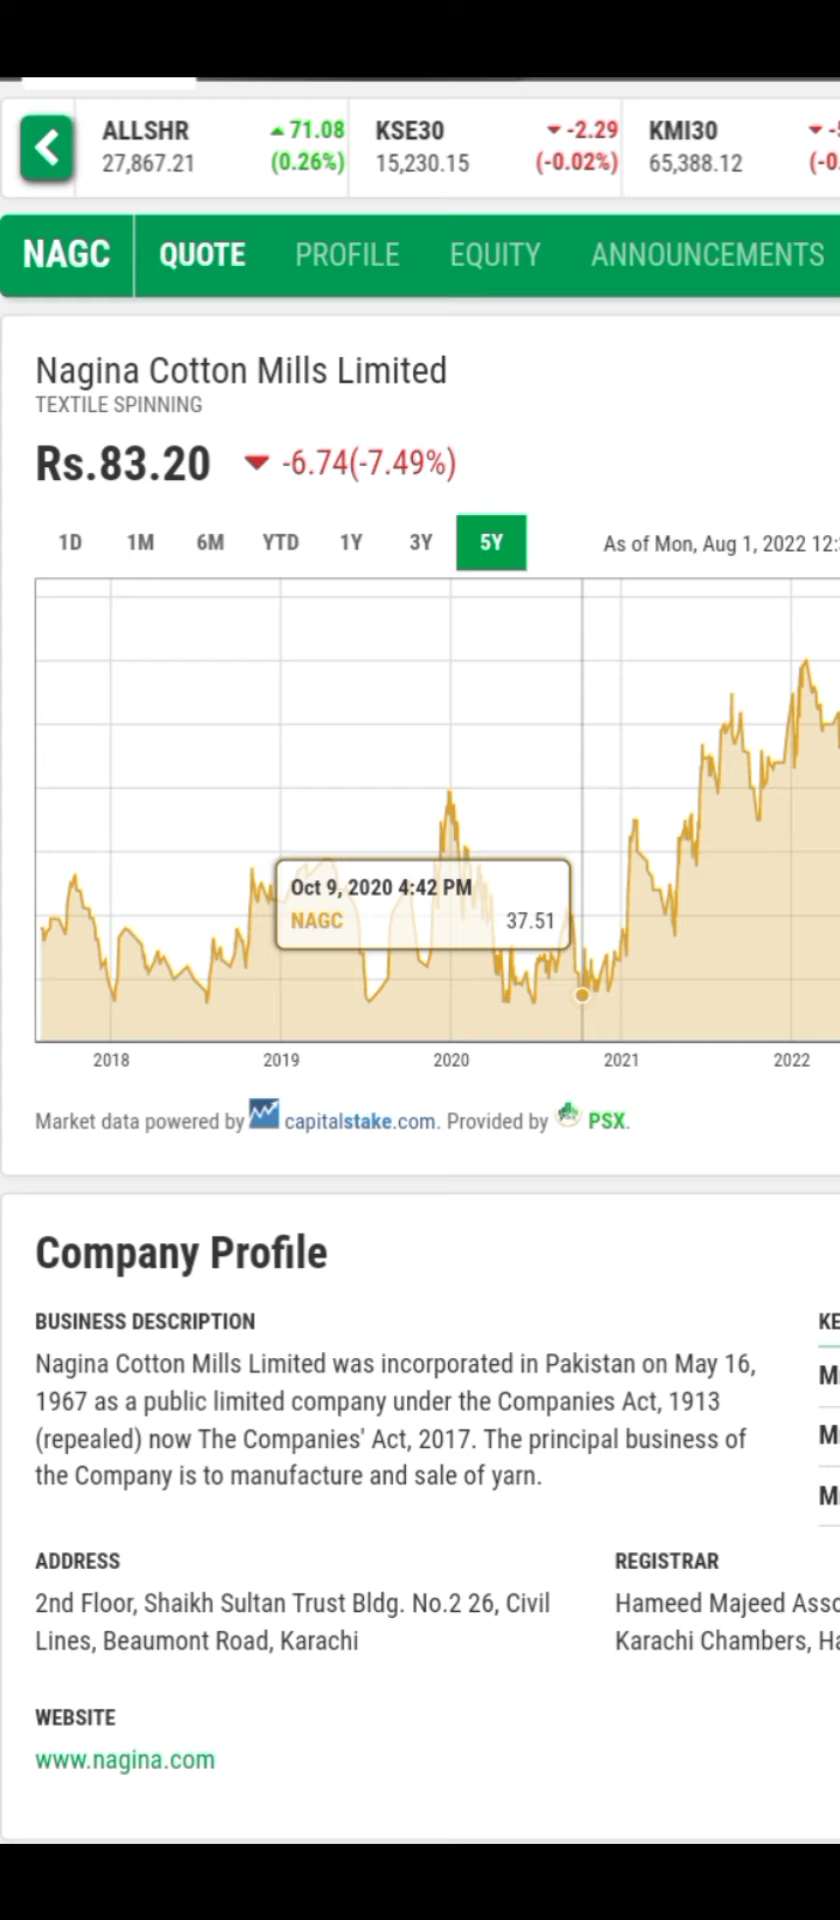 ALLSHR ▲ 71.08 KSE30 ▼ -2.29 KMI30
27,867.21 (0.26%) 15,230.15 (-0.02%) 65,388.12
NAGC QUOTE PROFILE EQUITY ANNOUNCEMENTS
Nagina Cotton Mills Limited
TEXTILE SPINNING
Rs.83.20 ▼ -6.74(-7.49%)
1D 1M 6M YTD 1Y 3Y 5Y As of Mon, Aug 1, 2022 12:
Oct 9, 2020 4:42 PM
NAGC 37.51
2018 2019 2020 2021 2022
Market data powered by capitalstake.com. Provided by PSX.
Company Profile
BUSINESS DESCRIPTION
Nagina Cotton Mills Limited was incorporated in Pakistan on May 16,
1967 as a public limited company under the Companies Act, 1913
(repealed) now The Companies' Act, 2017. The principal business of
the Company is to manufacture and sale of yarn.
ADDRESS REGISTRAR
2nd Floor, Shaikh Sultan Trust Bldg. No.2 26, Civil Hameed Majeed
Lines, Beaumont Road, Karachi Karachi Chambers,
WEBSITE
www.nagina.com